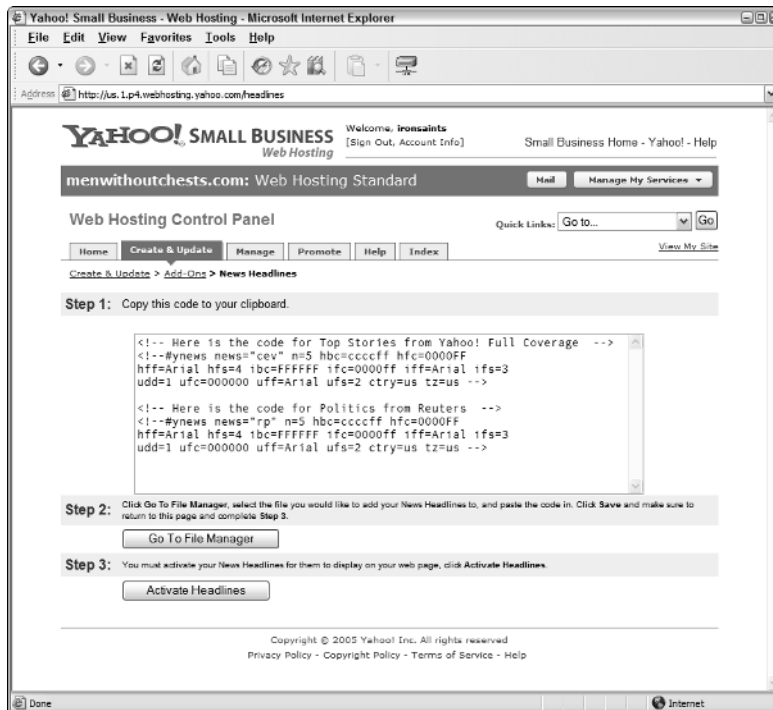 Yahoo! Small Business - Web Hosting - Microsoft Internet Explorer
File Edit View Favorites Tools Help
Address http://us.1.p4.webhosting.yahoo.com/headlines
YAHOO! SMALL BUSINESS
Web Hosting
Welcome, ironsaints
[Sign Out, Account Info]
Small Business Home - Yahoo! - Help
menwithoutchests.com: Web Hosting Standard Mail Manage My Services
Web Hosting Control Panel
Quick Links: Go to... Go
Home Create & Update Manage Promote Help Index View My Site
Create & Update > Add-Ons > News Headlines
Step 1: Copy this code to your clipboard.
<!-- Here is the code for Top Stories from Yahoo! Full Coverage -->
<!--#ynews news="cev" n=5 hbc=ccccff hfc=0000FF
hff=Arial hfs=4 ibc=FFFFFF ifc=0000ff iff=Arial ifs=3
udd=1 ufc=000000 uff=Arial ufs=2 ctry=us tz=us -->
<!-- Here is the code for Politics from Reuters -->
<!--#ynews news="rp" n=5 hbc=ccccff hfc=0000FF
hff=Arial hfs=4 ibc=FFFFFF ifc=0000ff iff=Arial ifs=3
udd=1 ufc=000000 uff=Arial ufs=2 ctry=us tz=us -->
Step 2: Click Go To File Manager, select the file you would like to add your News Headlines to, and paste the code in. Click Save and make sure to
return to this page and complete Step 3.
Go To File Manager
Step 3: You must activate your News Headlines for them to display on your web page, click Activate Headlines.
Activate Headlines
Copyright © 2005 Yahoo! Inc. All rights reserved
Privacy Policy - Copyright Policy - Terms of Service - Help
Done Internet